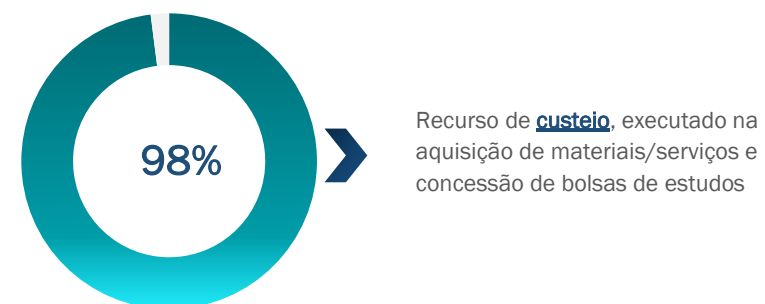 98%
Recurso de custeio, executado na
aquisição de materiais/serviços e
concessão de bolsas de estudos